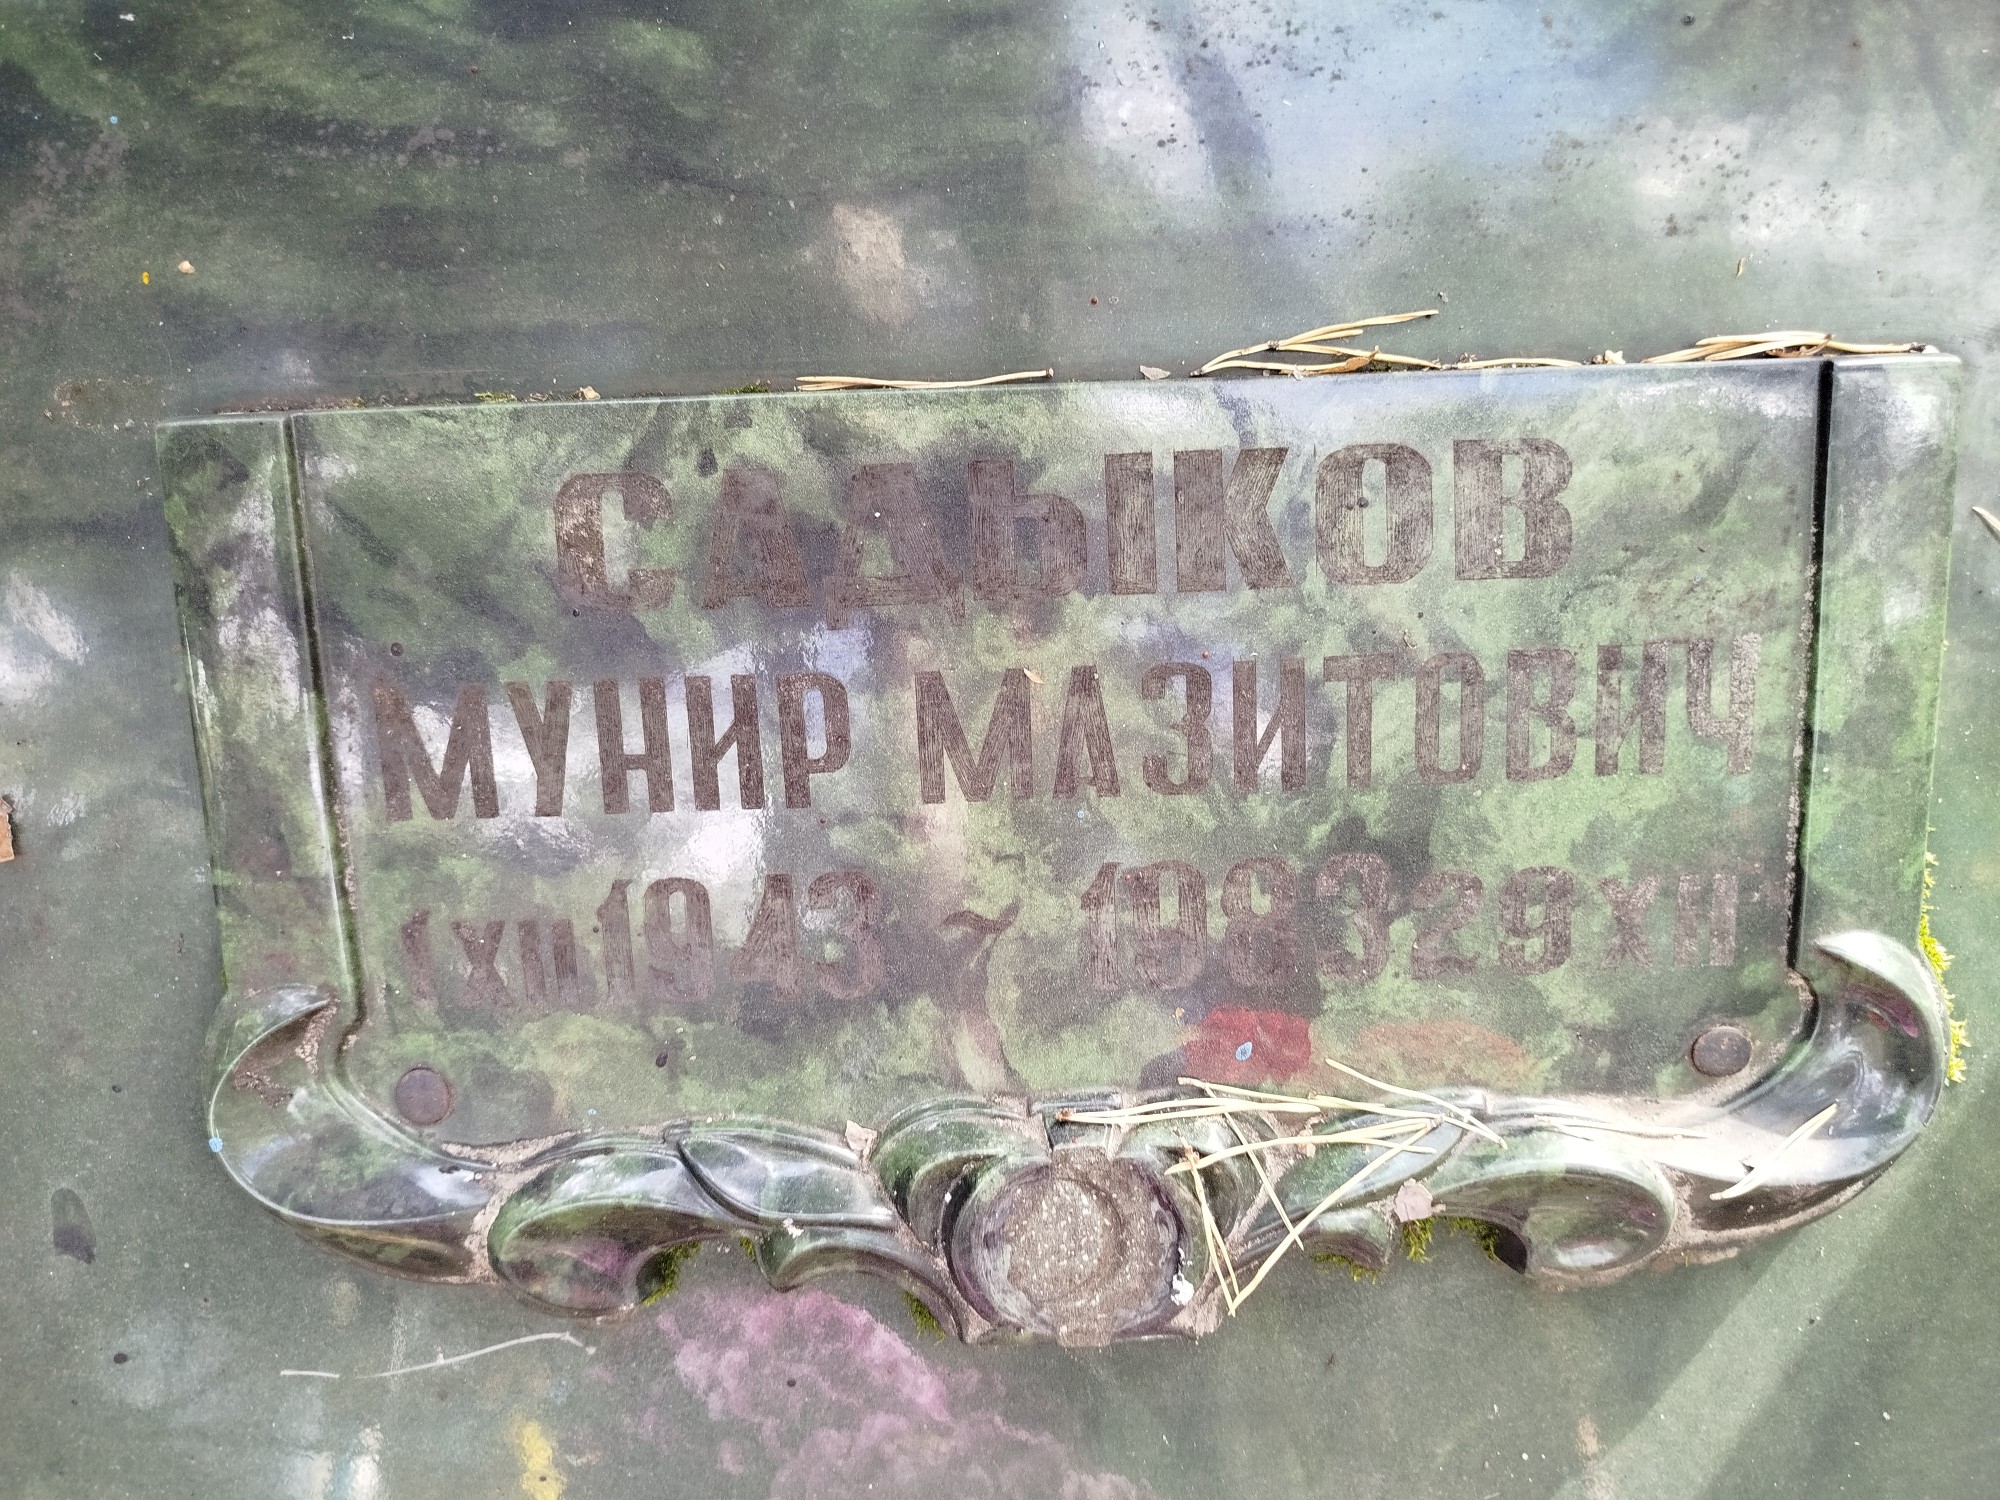 САДЫКОВ
МУНИР МАЗИТОВИЧ
1 XII 1943 ~ 1983 29 XII